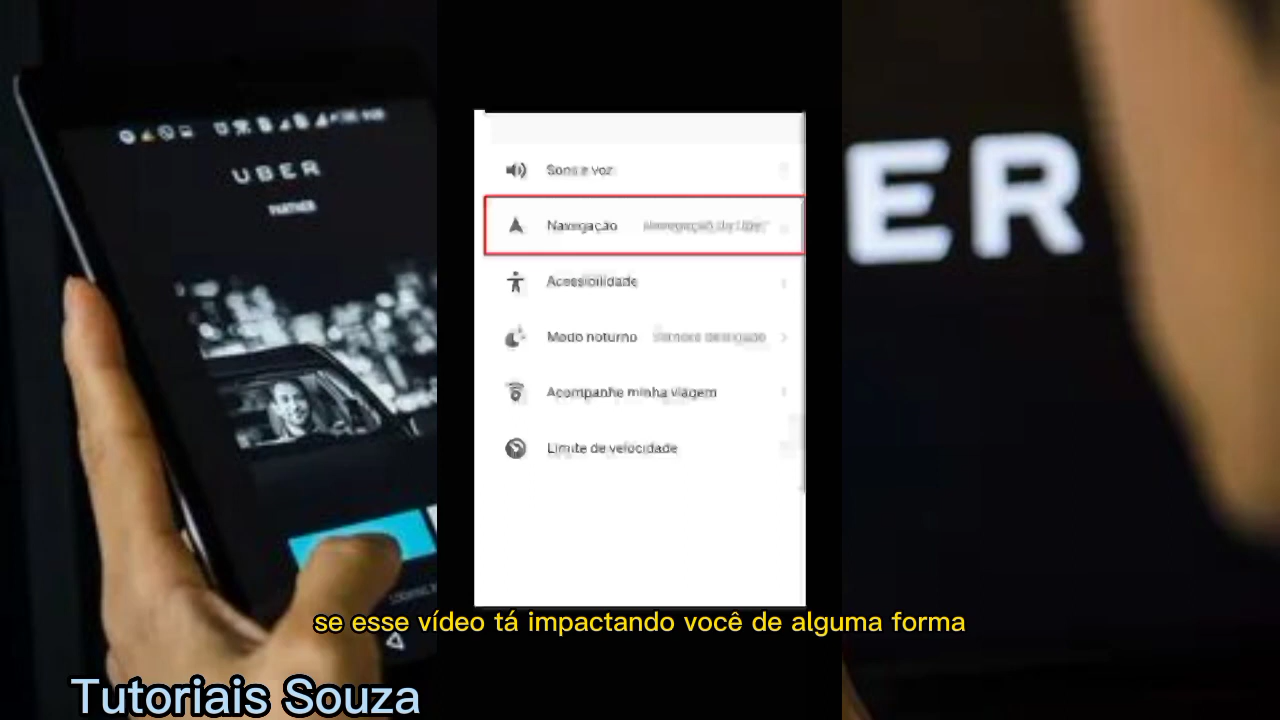 UBER
PARTNER
ER
Sons e voz
Navegação
Acessibilidade
Modo noturno
Acompanhe minha viagem
Limite de velocidade
se esse vídeo tá impactando você de alguma forma
Tutoriais Souza